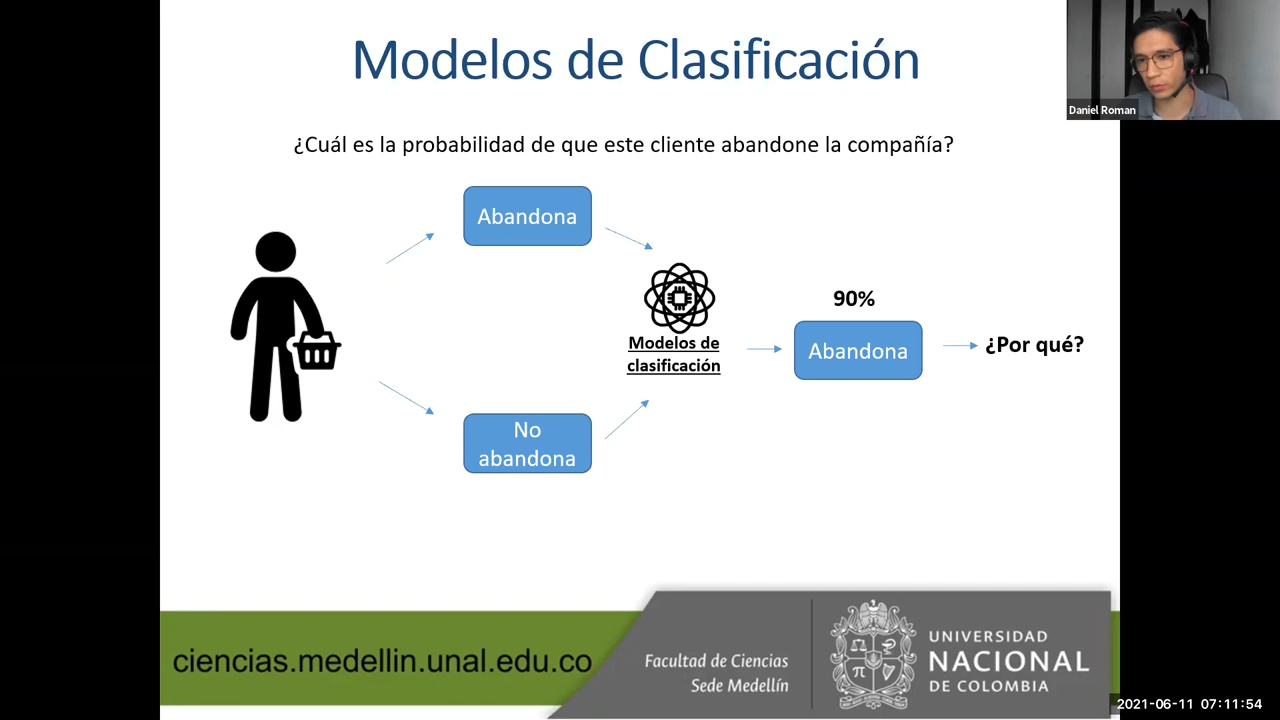 Modelos de Clasificación
Daniel Roman
¿Cuál es la probabilidad de que este cliente abandone la compañía?
Abandona
90%
Modelos de
clasificación
Abandona
¿Por qué?
No
abandona
ciencias.medellin.unal.edu.co
Facultad de Ciencias
Sede Medellín
UNIVERSIDAD
NACIONAL
DE COLOMBIA
2021-06-11 07:11:54